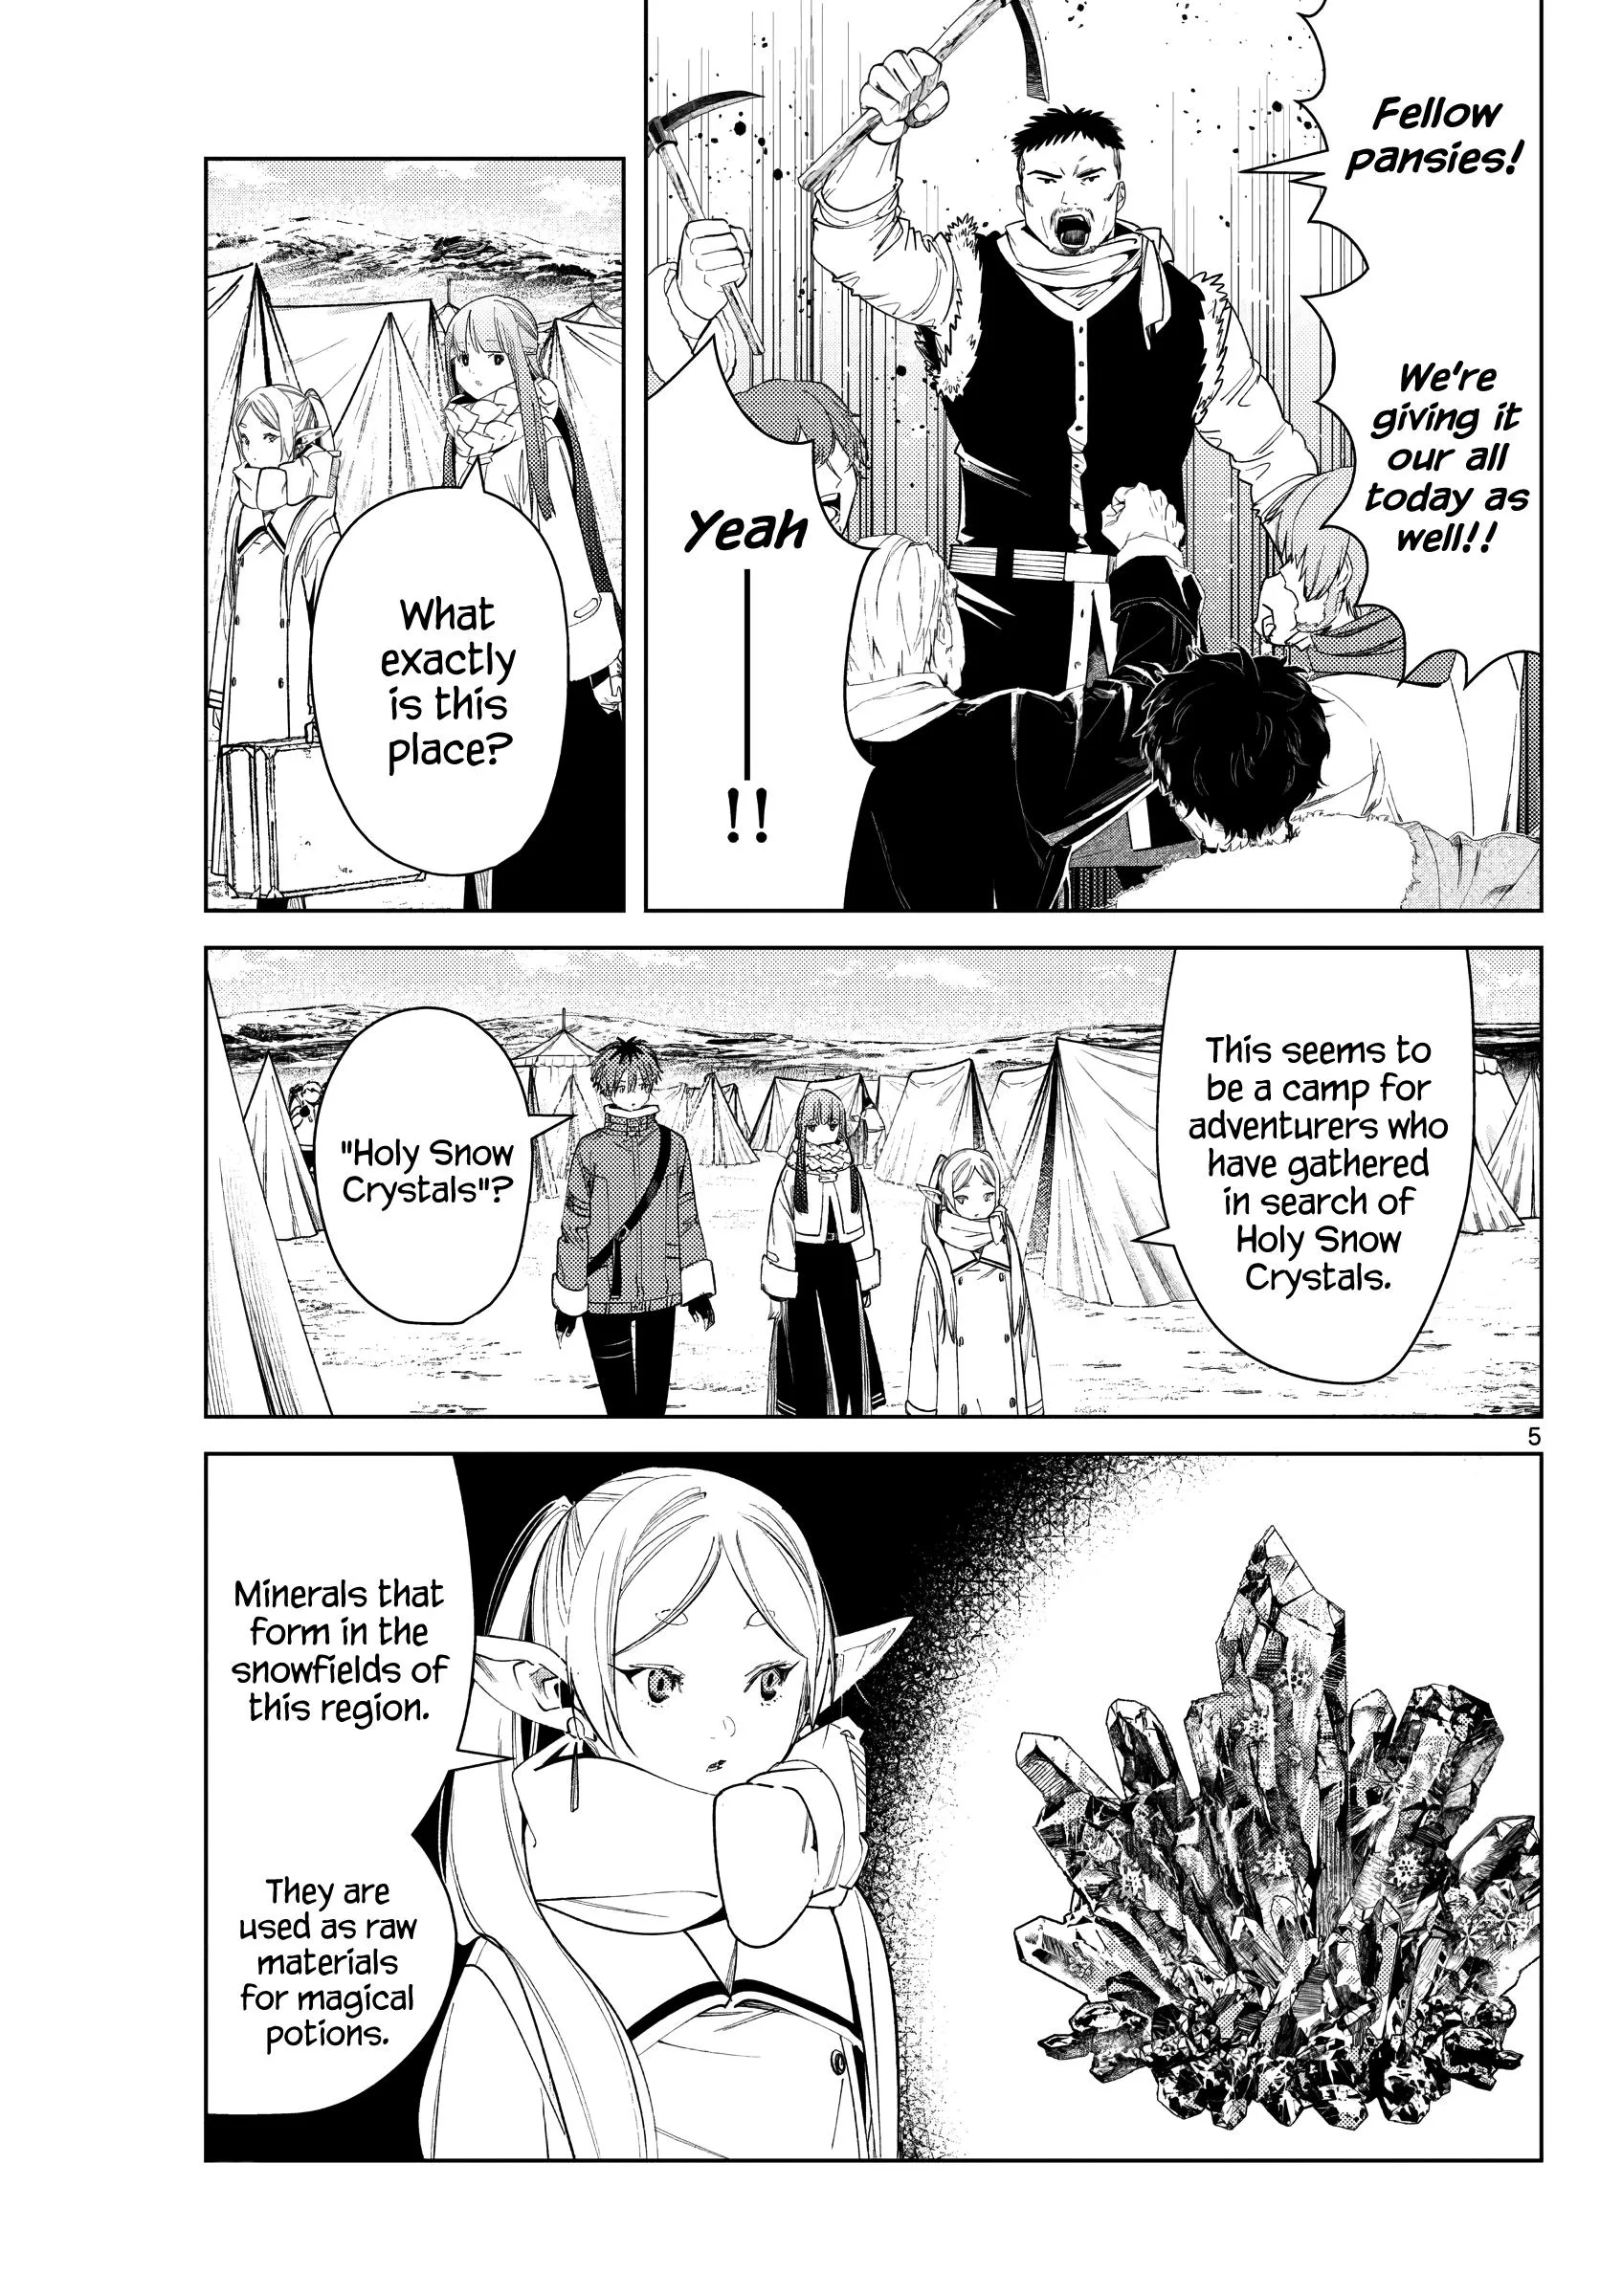 Fellow
pansies!
We're
giving it
our all
today as
well!!
Yeah
!!
What
exactly
is this
place?
This seems to
be a camp for
adventurers who
have gathered
in search of
Holy Snow
Crystals.
"Holy Snow
Crystals"?
5
Minerals that
form in the
snowfields of
this region.
They are
used as raw
materials
for magical
potions.